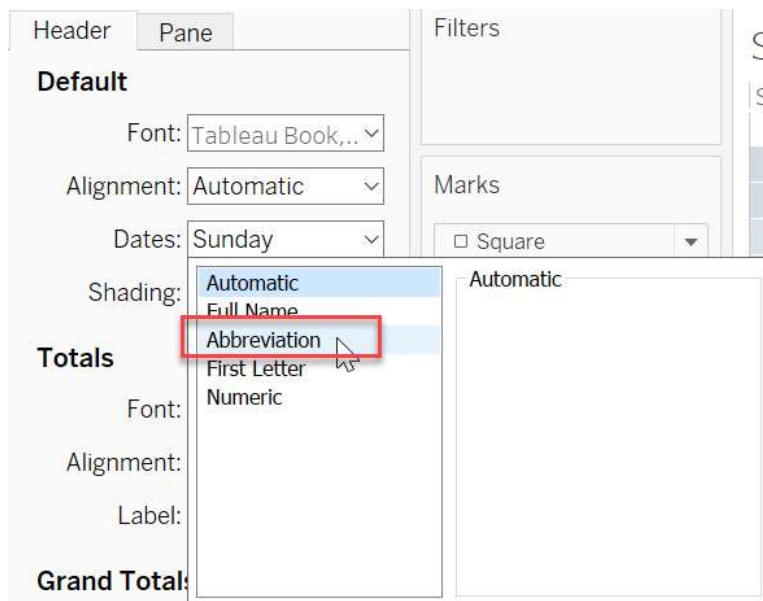 Header Pane
Default
Font: Tableau Book,..
Alignment: Automatic
Dates: Sunday
Shading:
Automatic
Full Name
Abbreviation
First Letter
Numeric
Automatic
Totals
Font:
Alignment:
Label:
Grand Totals
Filters
Marks
Square
S
S